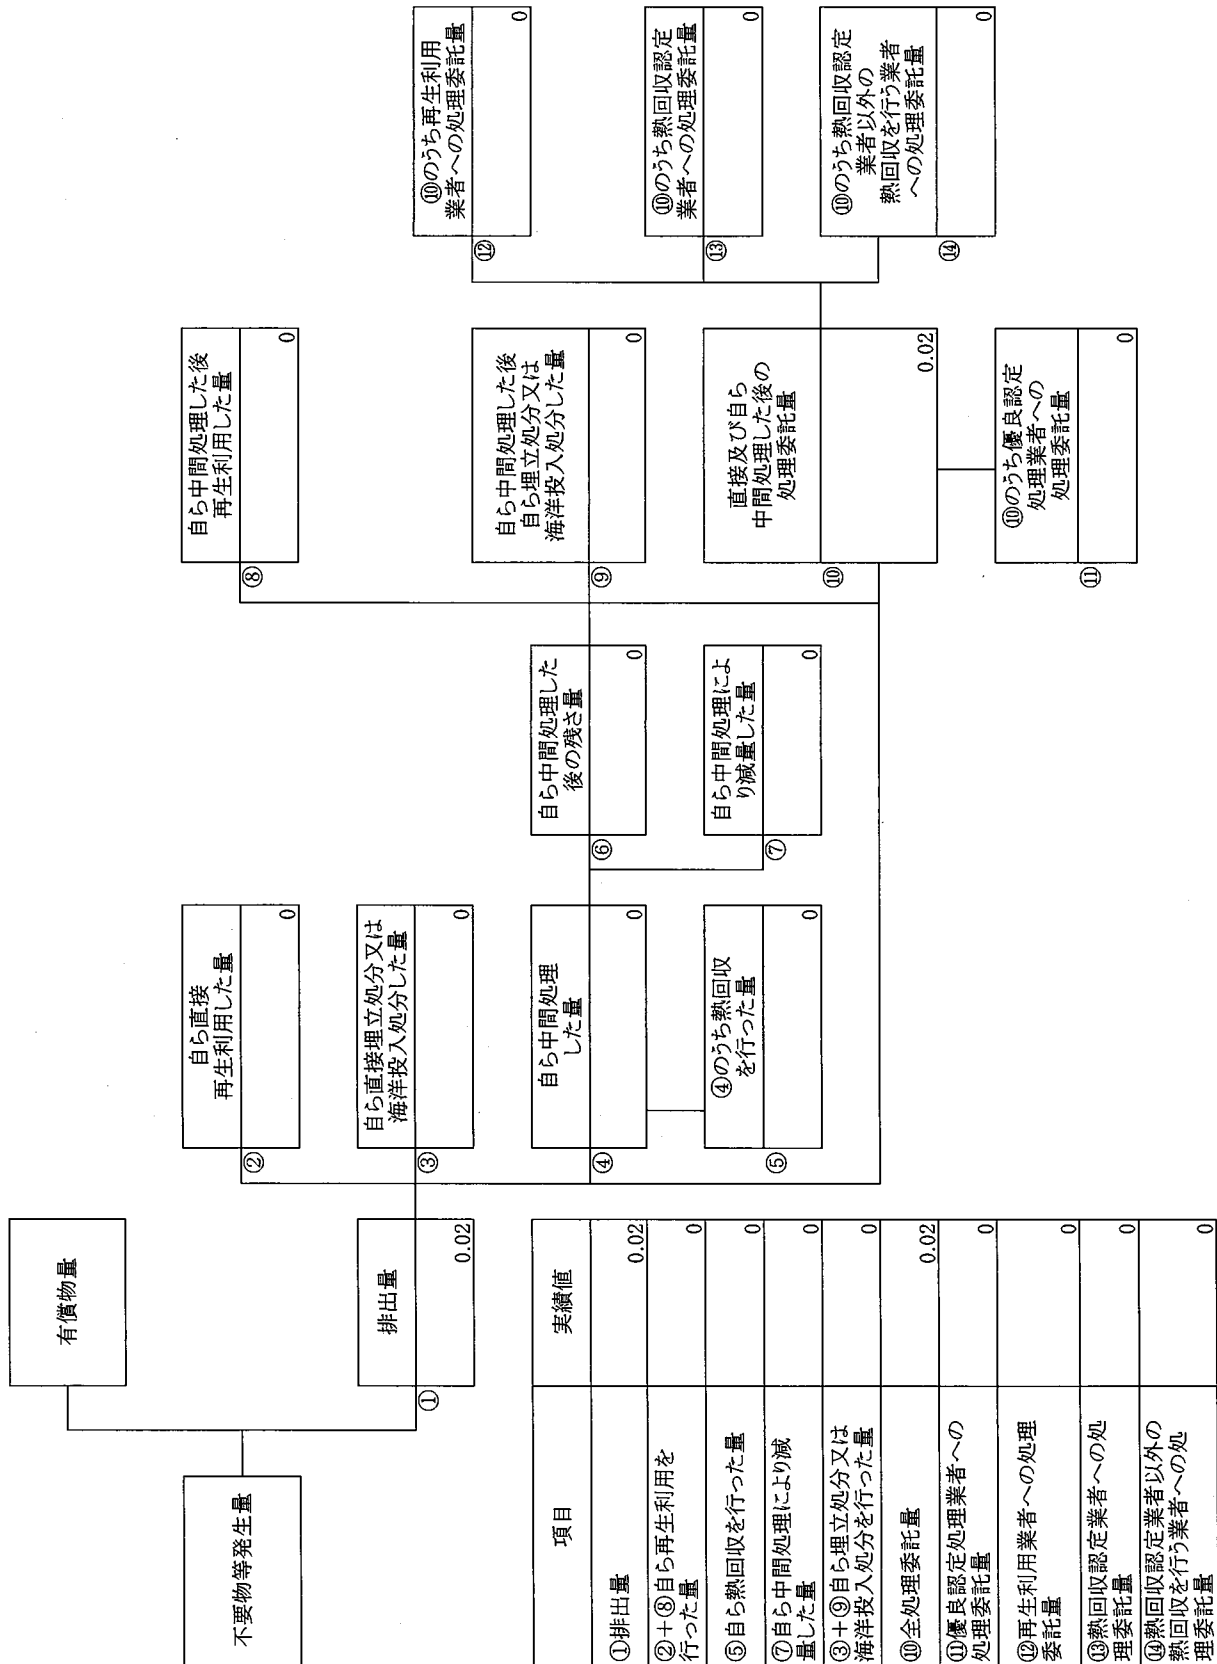 不要物等発生量
有償物量
①
排出量
0.02
②
自ら直接
再生利用した量
0
③
自ら直接埋立処分又は
海洋投入処分した量
0
④
自ら中間処理
した量
0
⑤
④のうち熱回収
を行った量
0
⑥
自ら中間処理した
後の残さ量
0
⑦
自ら中間処理によ
り減量した量
0
⑧
自ら中間処理した後
再生利用した量
0
⑨
自ら中間処理した後
自ら埋立処分又は
海洋投入処分した量
0
⑩
直接及び自ら
中間処理した後の
処理委託量
0.02
⑪
⑩のうち優良認定
処理業者への
処理委託量
0
⑫
⑩のうち再生利用
業者への処理委託量
0
⑬
⑩のうち熱回収認定
業者への処理委託量
0
⑭
⑩のうち熱回収認定
業者以外の
熱回収を行う業者
への処理委託量
0
項目 実績値
①排出量 0.02
②+⑧自ら再生利用を
行った量 0
⑤自ら熱回収を行った量 0
⑦自ら中間処理により減
量した量 0
③+⑨自ら埋立処分又は
海洋投入処分を行った量 0
⑩全処理委託量 0.02
⑪優良認定処理業者への
処理委託量 0
⑫再生利用業者への処理
委託量 0
⑬熱回収認定業者への処
理委託量 0
⑭熱回収認定業者以外の
熱回収を行う業者への処
理委託量 0